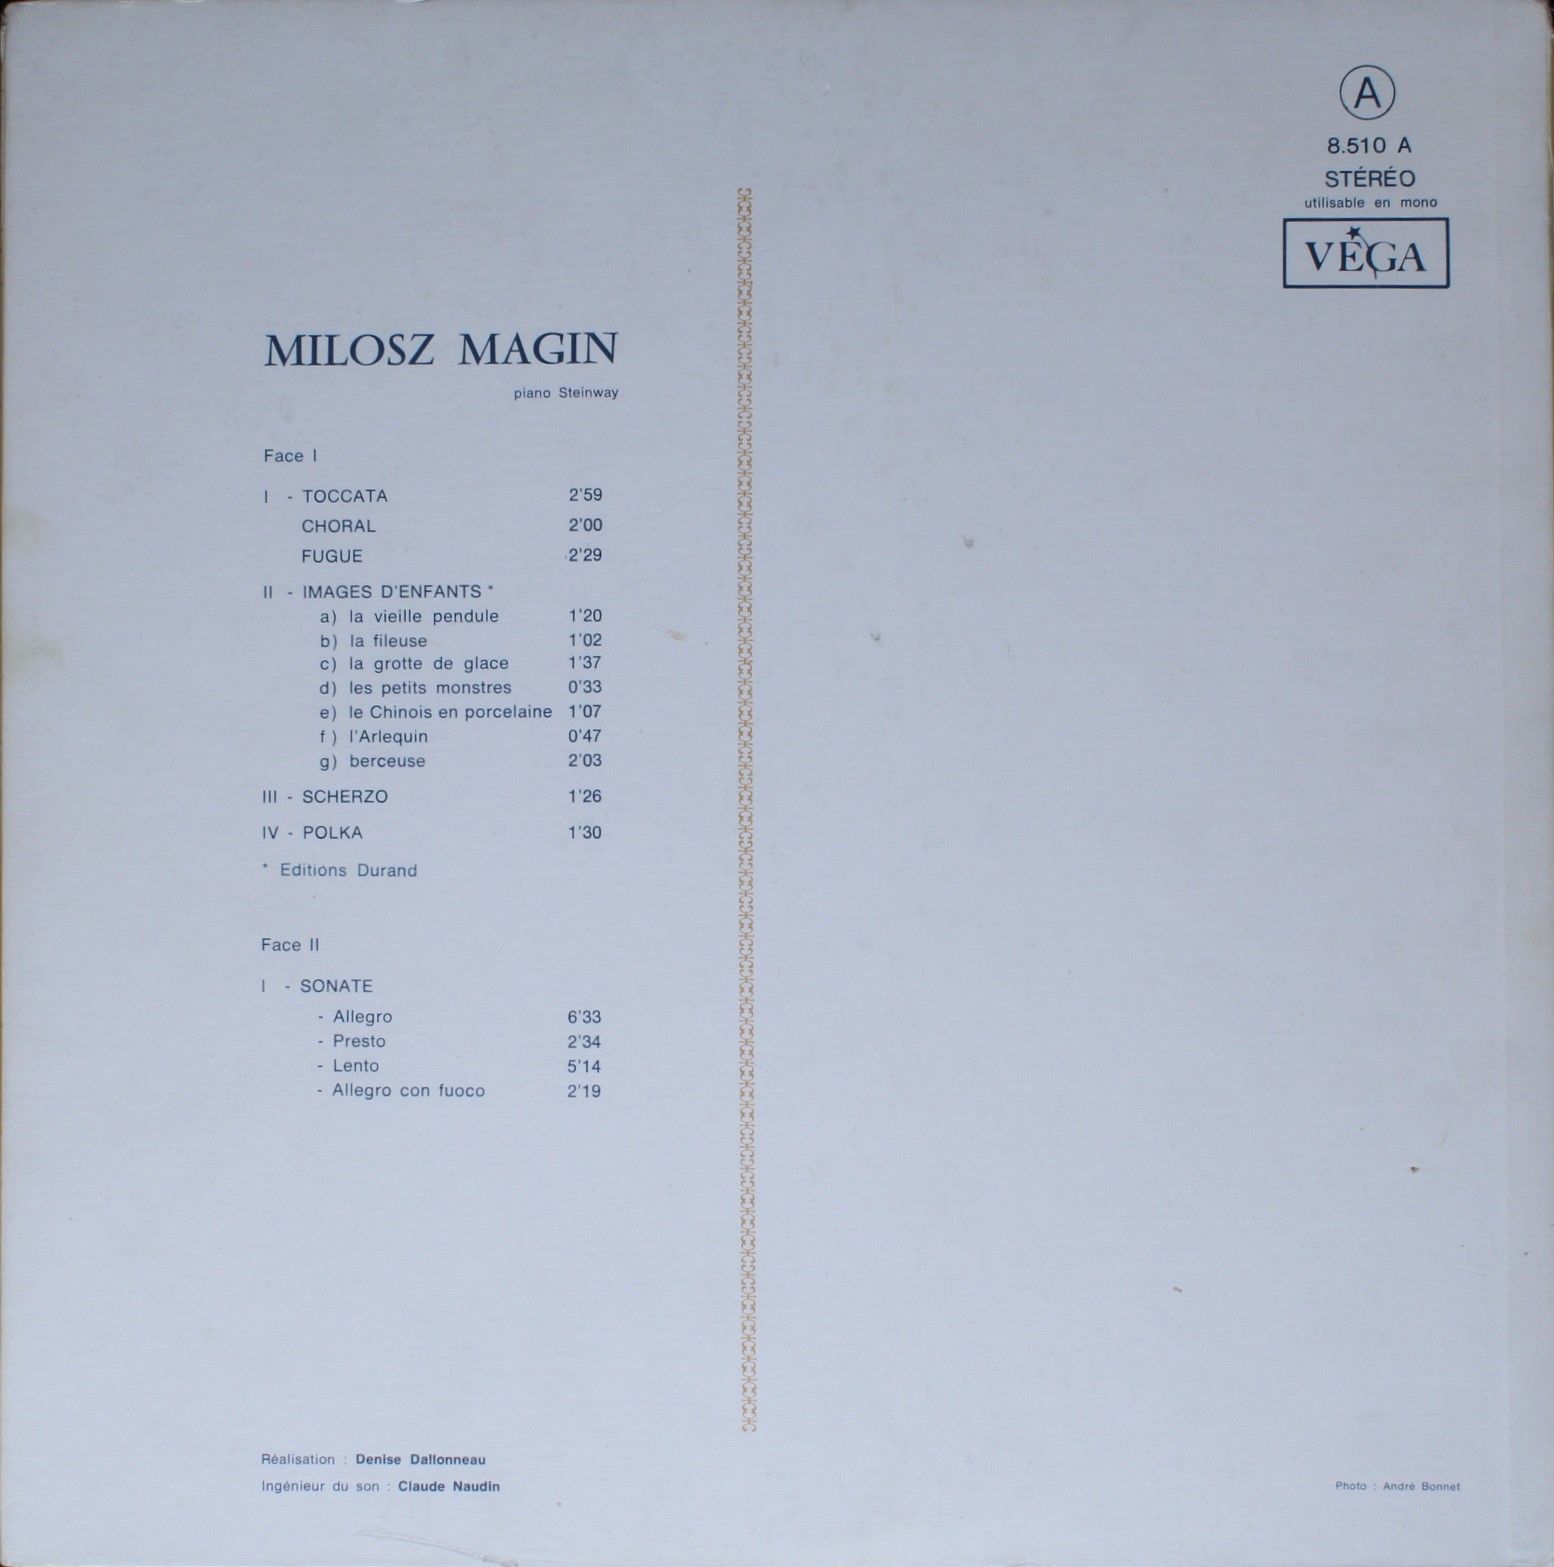 A
8.510 A
STÉRÉO
utilisable en mono
VÉGA
MILOSZ MAGIN
piano Steinway
Face I
I - TOCCATA 2'59
CHORAL 2'00
FUGUE 2'29
II - IMAGES D'ENFANTS *
a) la vieille pendule 1'20
b) la fileuse 1'02
c) la grotte de glace 1'37
d) les petits monstres 0'33
e) le Chinois en porcelaine 1'07
f ) l'Arlequin 0'47
g) berceuse 2'03
III - SCHERZO 1'26
IV - POLKA 1'30
* Editions Durand
Face II
I - SONATE
- Allegro 6'33
- Presto 2'34
- Lento 5'14
- Allegro con fuoco 2'19
Réalisation : Denise Dallonneau
Ingénieur du son : Claude Naudin
Photo : André Bonnet